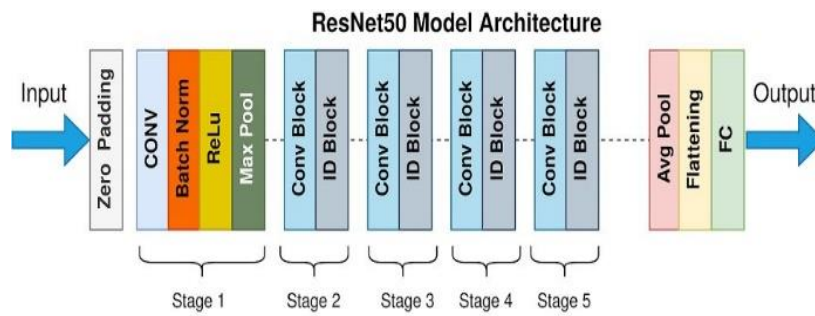 ResNet50 Model Architecture
Input
Zero Padding
CONV
Batch Norm
ReLu
Max Pool
Conv Block
ID Block
Conv Block
ID Block
Conv Block
ID Block
Conv Block
ID Block
Avg Pool
Flattening
FC
Output
Stage 1
Stage 2
Stage 3
Stage 4
Stage 5